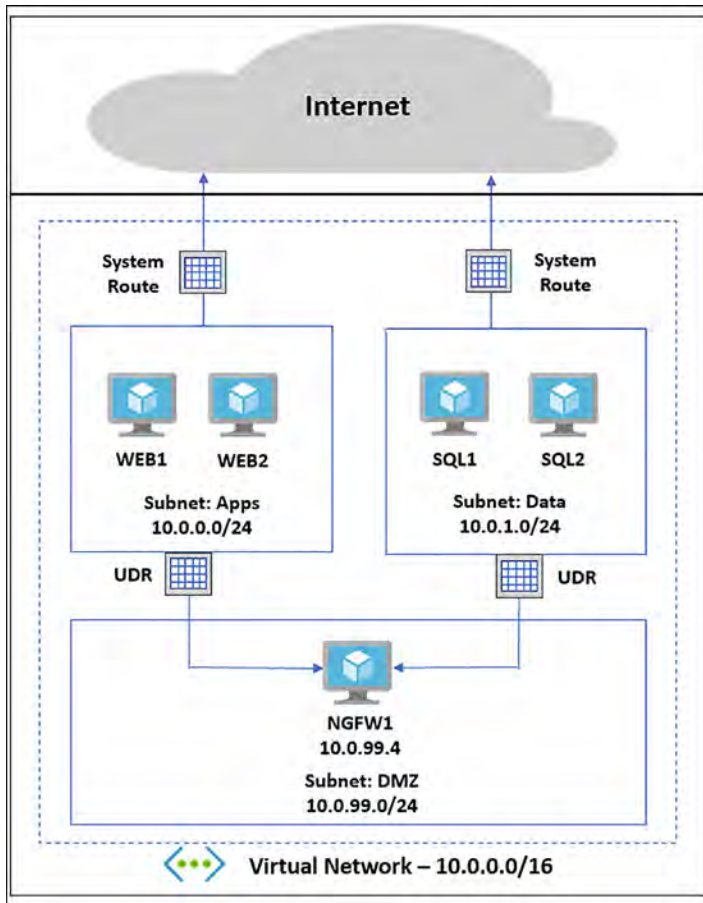 Internet
System
Route
System
Route
WEB1
WEB2
SQL1
SQL2
Subnet: Apps
10.0.0.0/24
Subnet: Data
10.0.1.0/24
UDR
UDR
NGFW1
10.0.99.4
Subnet: DMZ
10.0.99.0/24
Virtual Network – 10.0.0.0/16